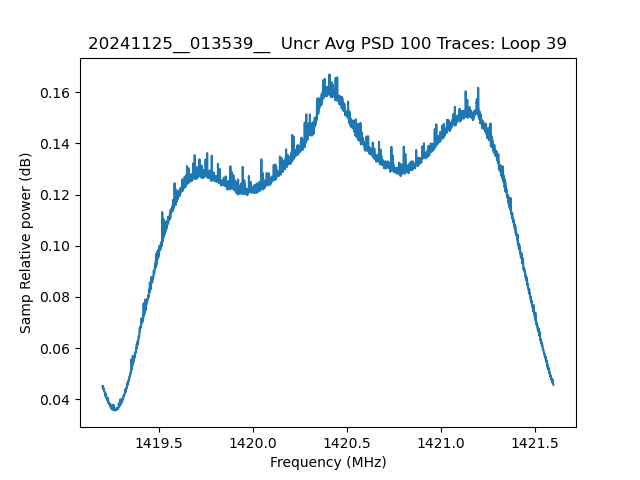 20241125__013539__  Uncr Avg PSD 100 Traces: Loop 39
Samp Relative power (dB)
0.16
0.14
0.12
0.10
0.08
0.06
0.04
1419.5 1420.0 1420.5 1421.0 1421.5
Frequency (MHz)